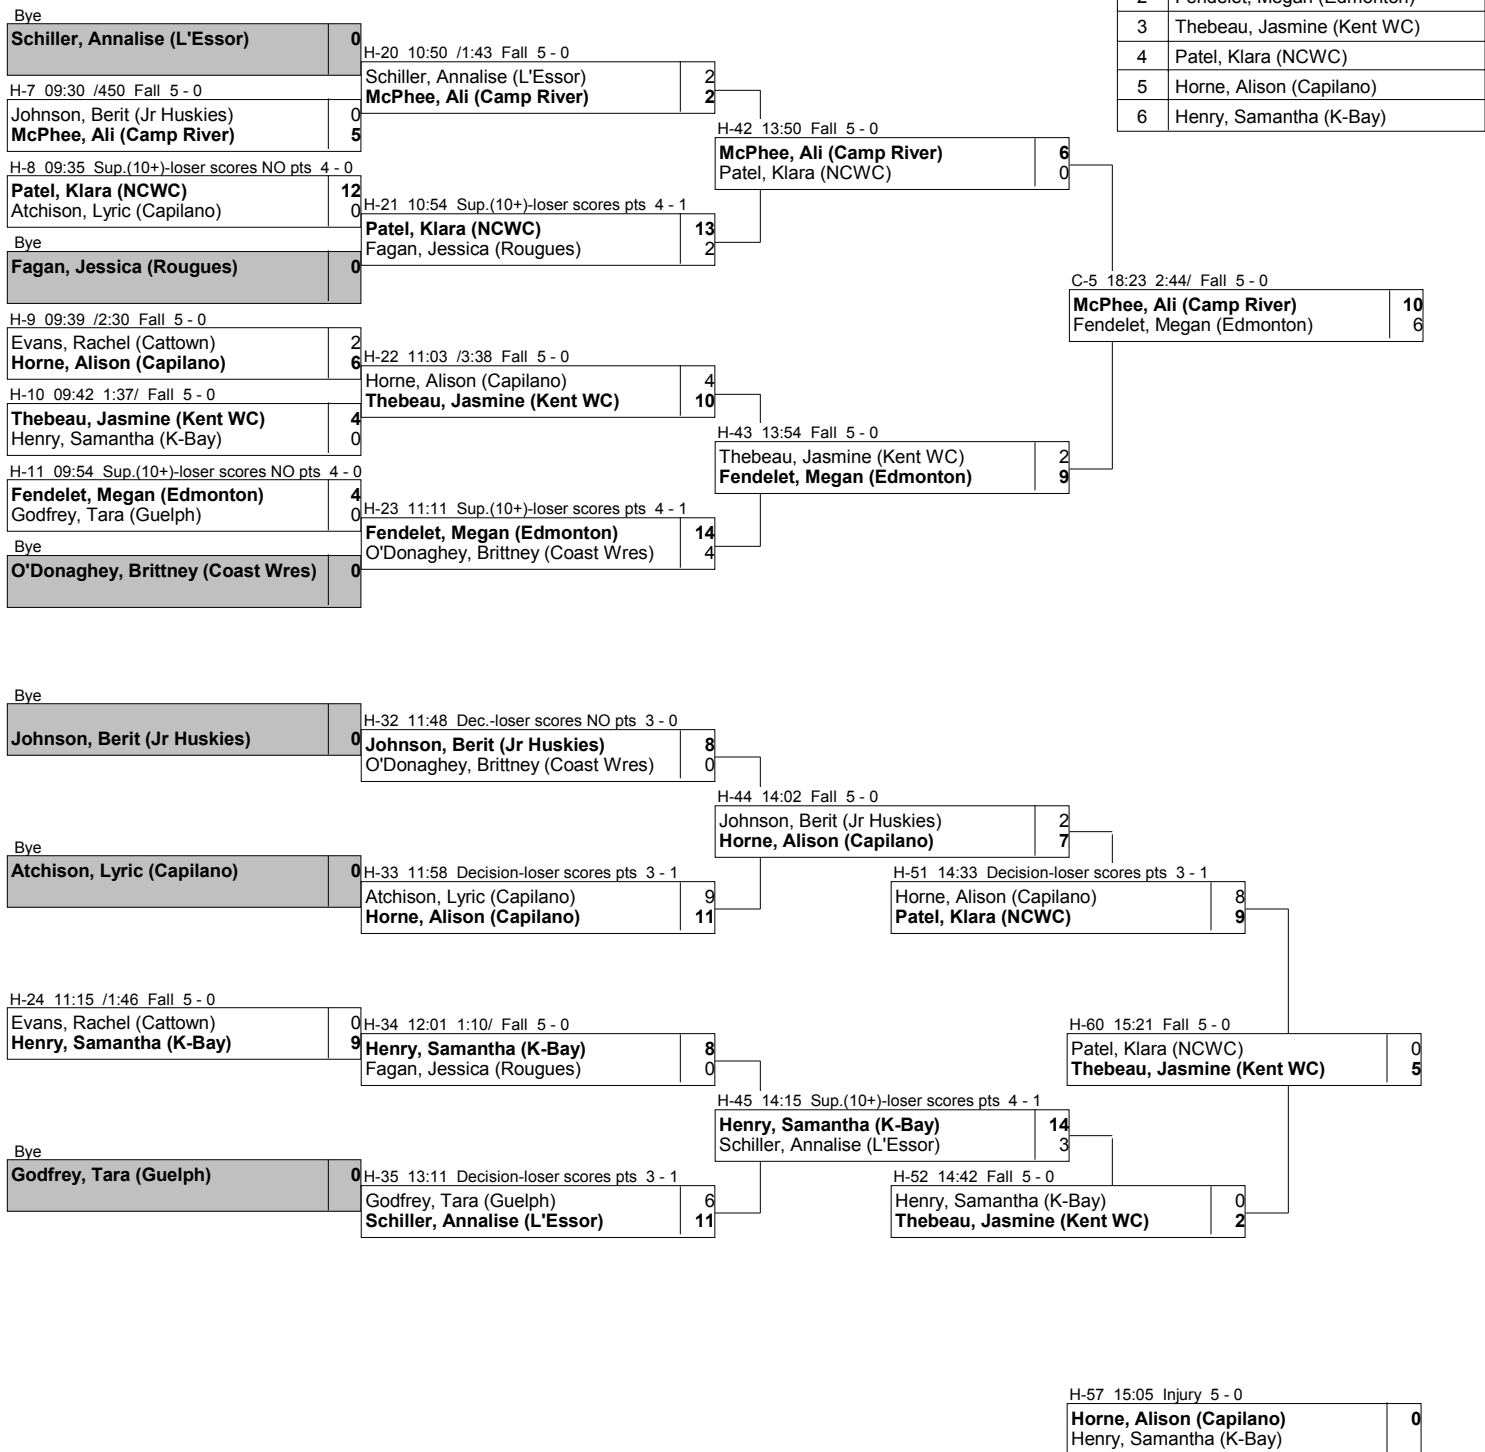 2 Fendelet, Megan (Edmonton)
3 Thebeau, Jasmine (Kent WC)
4 Patel, Klara (NCWC)
5 Horne, Alison (Capilano)
6 Henry, Samantha (K-Bay)
Bye
Schiller, Annalise (L'Essor) 0
H-7 09:30 /450 Fall 5 - 0
Johnson, Berit (Jr Huskies) 0
McPhee, Ali (Camp River) 5
H-8 09:35 Sup.(10+)-loser scores NO pts 4 - 0
Patel, Klara (NCWC) 12
Atchison, Lyric (Capilano) 0
Bye
Fagan, Jessica (Rougues) 0
H-9 09:39 /2:30 Fall 5 - 0
Evans, Rachel (Cattown) 2
Horne, Alison (Capilano) 6
H-10 09:42 1:37/ Fall 5 - 0
Thebeau, Jasmine (Kent WC) 4
Henry, Samantha (K-Bay) 0
H-11 09:54 Sup.(10+)-loser scores NO pts 4 - 0
Fendelet, Megan (Edmonton) 4
Godfrey, Tara (Guelph) 0
Bye
O'Donaghey, Brittney (Coast Wres) 0
H-20 10:50 /1:43 Fall 5 - 0
Schiller, Annalise (L'Essor) 2
McPhee, Ali (Camp River) 2
H-21 10:54 Sup.(10+)-loser scores pts 4 - 1
Patel, Klara (NCWC) 13
Fagan, Jessica (Rougues) 2
H-22 11:03 /3:38 Fall 5 - 0
Horne, Alison (Capilano) 4
Thebeau, Jasmine (Kent WC) 10
H-23 11:11 Sup.(10+)-loser scores pts 4 - 1
Fendelet, Megan (Edmonton) 14
O'Donaghey, Brittney (Coast Wres) 4
H-42 13:50 Fall 5 - 0
McPhee, Ali (Camp River) 6
Patel, Klara (NCWC) 0
H-43 13:54 Fall 5 - 0
Thebeau, Jasmine (Kent WC) 2
Fendelet, Megan (Edmonton) 9
C-5 18:23 2:44/ Fall 5 - 0
McPhee, Ali (Camp River) 10
Fendelet, Megan (Edmonton) 6
Bye
Johnson, Berit (Jr Huskies) 0
Bye
Atchison, Lyric (Capilano) 0
H-24 11:15 /1:46 Fall 5 - 0
Evans, Rachel (Cattown) 0
Henry, Samantha (K-Bay) 9
Bye
Godfrey, Tara (Guelph) 0
H-32 11:48 Dec.-loser scores NO pts 3 - 0
Johnson, Berit (Jr Huskies) 8
O'Donaghey, Brittney (Coast Wres) 0
H-33 11:58 Decision-loser scores pts 3 - 1
Atchison, Lyric (Capilano) 9
Horne, Alison (Capilano) 11
H-34 12:01 1:10/ Fall 5 - 0
Henry, Samantha (K-Bay) 8
Fagan, Jessica (Rougues) 0
H-35 13:11 Decision-loser scores pts 3 - 1
Godfrey, Tara (Guelph) 6
Schiller, Annalise (L'Essor) 11
H-44 14:02 Fall 5 - 0
Johnson, Berit (Jr Huskies) 2
Horne, Alison (Capilano) 7
H-45 14:15 Sup.(10+)-loser scores pts 4 - 1
Henry, Samantha (K-Bay) 14
Schiller, Annalise (L'Essor) 3
H-51 14:33 Decision-loser scores pts 3 - 1
Horne, Alison (Capilano) 8
Patel, Klara (NCWC) 9
H-52 14:42 Fall 5 - 0
Henry, Samantha (K-Bay) 0
Thebeau, Jasmine (Kent WC) 2
H-60 15:21 Fall 5 - 0
Patel, Klara (NCWC) 0
Thebeau, Jasmine (Kent WC) 5
H-57 15:05 Injury 5 - 0
Horne, Alison (Capilano) 0
Henry, Samantha (K-Bay)